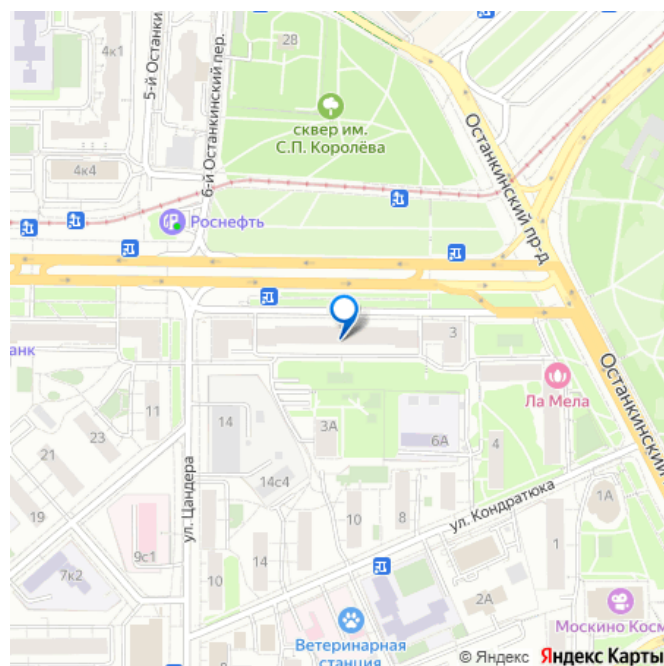 4к1
5-й Останки
6-й Останкинский пер.
28
сквер им.
С.П. Королёва
Останкинский пр-д
4к4
Роснефть
3
анк
Ла Мела
Останкинский
11
14
3А
6А
23
21
4
ул. Цандера
14с4
19
1А
10
8
ул. Кондратюка
9с1
14
1
7к2
10
2А
Москино Косм
Ветеринарная
станция
© Яндекс Яндекс Карты